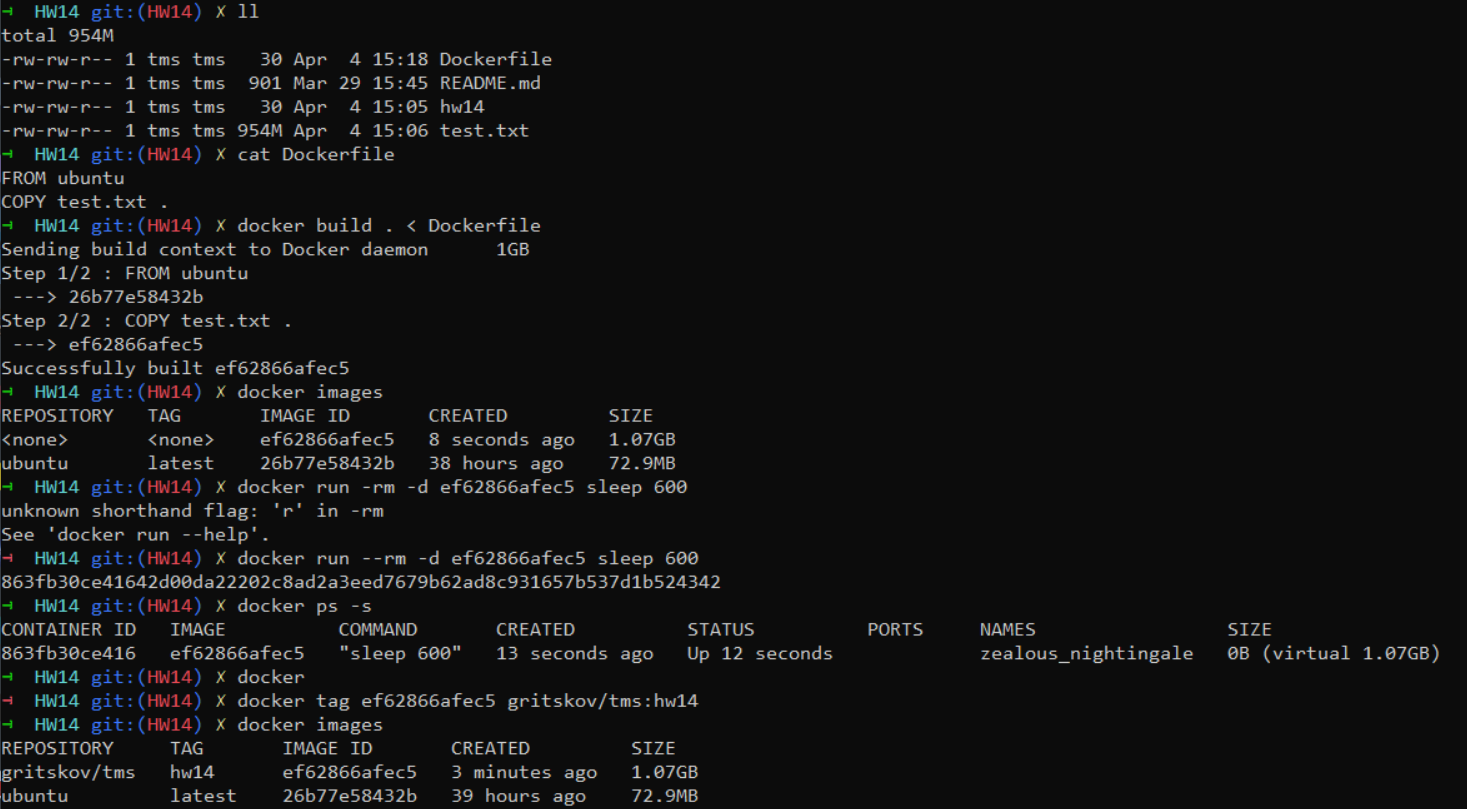 → HW14 git:(HW14) ✗ ll
total 954M
-rw-rw-r-- 1 tms tms   30 Apr  4 15:18 Dockerfile
-rw-rw-r-- 1 tms tms  901 Mar 29 15:45 README.md
-rw-rw-r-- 1 tms tms   30 Apr  4 15:05 hw14
-rw-rw-r-- 1 tms tms 954M Apr  4 15:06 test.txt
→ HW14 git:(HW14) ✗ cat Dockerfile
FROM ubuntu
COPY test.txt .
→ HW14 git:(HW14) ✗ docker build . < Dockerfile
Sending build context to Docker daemon      1GB
Step 1/2 : FROM ubuntu
 ---> 26b77e58432b
Step 2/2 : COPY test.txt .
 ---> ef62866afec5
Successfully built ef62866afec5
→ HW14 git:(HW14) ✗ docker images
REPOSITORY   TAG       IMAGE ID       CREATED         SIZE
<none>       <none>    ef62866afec5   8 seconds ago   1.07GB
ubuntu       latest    26b77e58432b   38 hours ago    72.9MB
→ HW14 git:(HW14) ✗ docker run -rm -d ef62866afec5 sleep 600
unknown shorthand flag: 'r' in -rm
See 'docker run --help'.
→ HW14 git:(HW14) ✗ docker run --rm -d ef62866afec5 sleep 600
863fb30ce41642d00da22202c8ad2a3eed7679b62ad8c931657b537d1b524342
→ HW14 git:(HW14) ✗ docker ps -s
CONTAINER ID   IMAGE          COMMAND       CREATED          STATUS          PORTS     NAMES                 SIZE
863fb30ce416   ef62866afec5   "sleep 600"   13 seconds ago   Up 12 seconds             zealous_nightingale   0B (virtual 1.07GB)
→ HW14 git:(HW14) ✗ docker
→ HW14 git:(HW14) ✗ docker tag ef62866afec5 gritskov/tms:hw14
→ HW14 git:(HW14) ✗ docker images
REPOSITORY     TAG       IMAGE ID       CREATED         SIZE
gritskov/tms   hw14      ef62866afec5   3 minutes ago   1.07GB
ubuntu         latest    26b77e58432b   39 hours ago    72.9MB